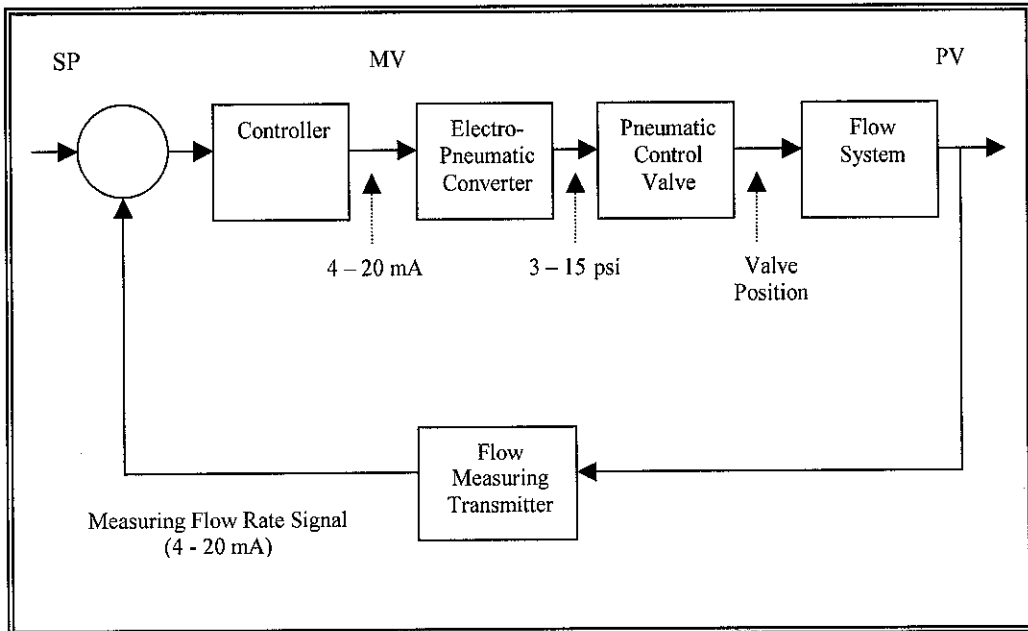 SP
MV
PV
Controller
Electro-
Pneumatic
Converter
Pneumatic
Control
Valve
Flow
System
4 – 20 mA
3 – 15 psi
Valve
Position
Flow
Measuring
Transmitter
Measuring Flow Rate Signal
(4 - 20 mA)